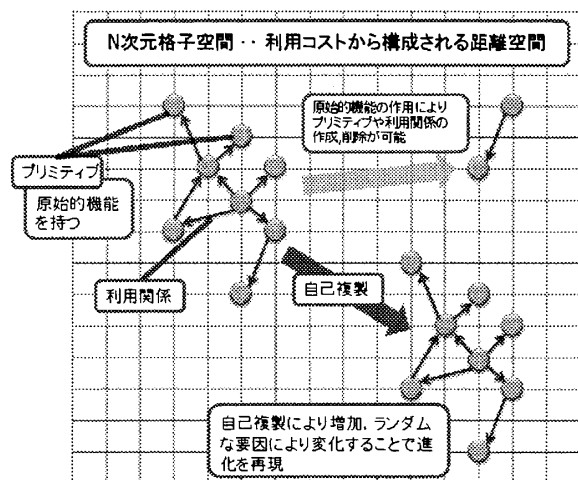 N次元格子空間 ‥ 利用コストから構成される距離空間
原始的機能の作用により
プリミティブや利用関係の
作成,削除が可能
プリミティブ
原始的機能
を持つ
利用関係
自己複製
自己複製により増加，ランダム
な要因により変化することで進
化を再現